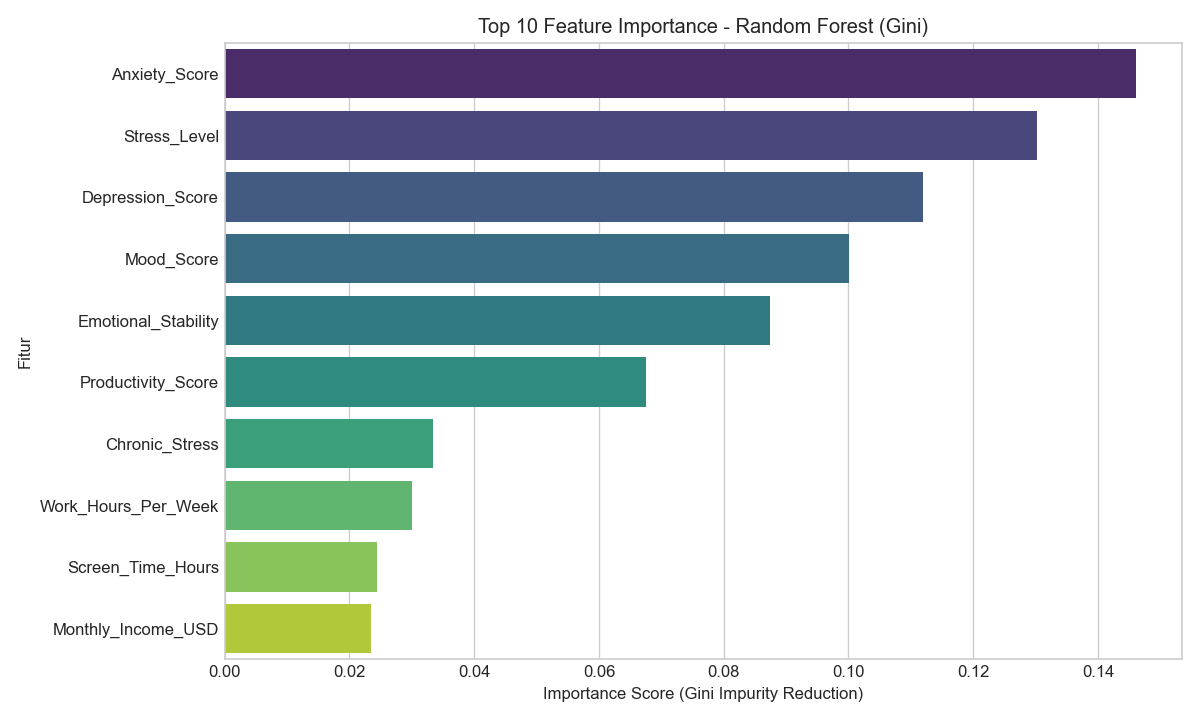 Top 10 Feature Importance - Random Forest (Gini)
Fitur
Anxiety_Score
Stress_Level
Depression_Score
Mood_Score
Emotional_Stability
Productivity_Score
Chronic_Stress
Work_Hours_Per_Week
Screen_Time_Hours
Monthly_Income_USD
0.00 0.02 0.04 0.06 0.08 0.10 0.12 0.14
Importance Score (Gini Impurity Reduction)